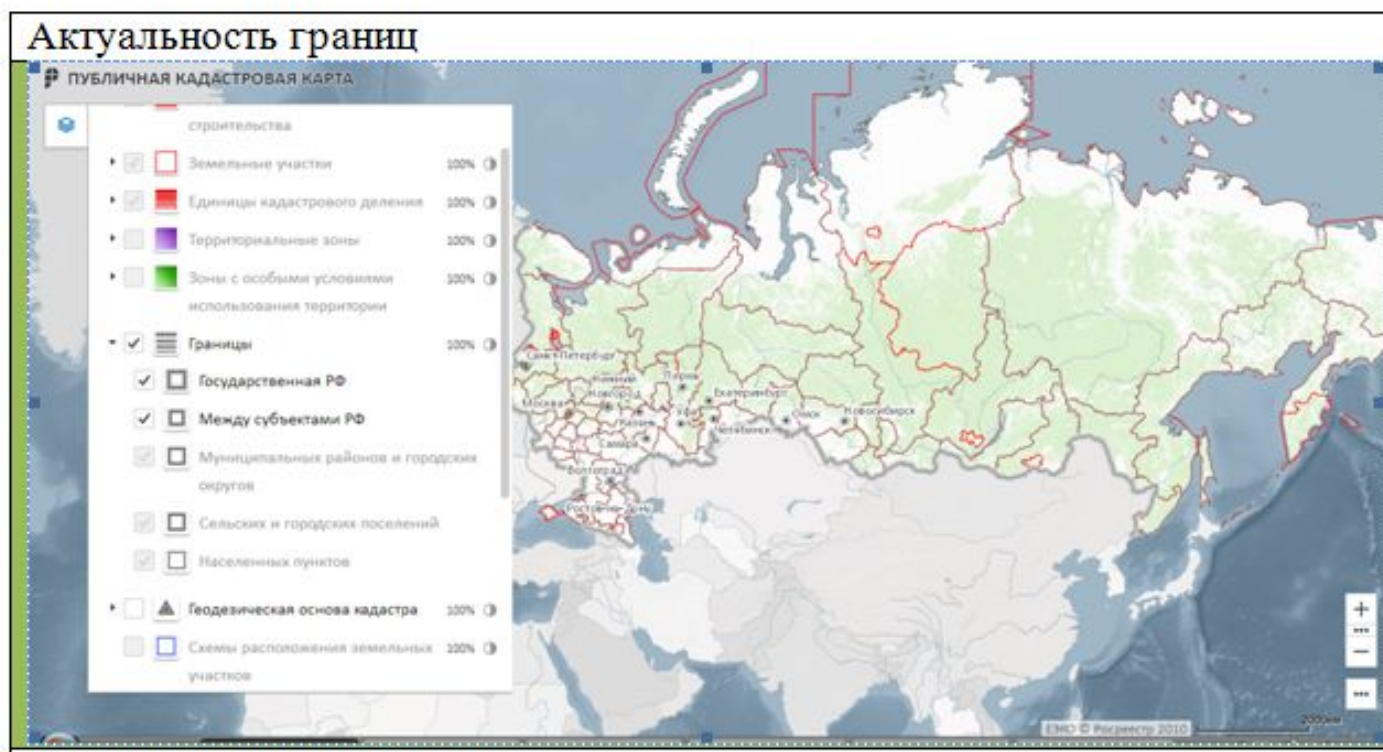 Актуальность границ
ПУБЛИЧНАЯ КАДАСТРОВАЯ КАРТА
строительства
Земельные участки 100%
Единицы кадастрового деления 100%
Территориальные зоны 100%
Зоны с особыми условиями 100%
использования территории
Границы 100%
Государственная РФ
Между субъектами РФ
Муниципальных районов и городских
округов
Сельских и городских поселений
Населенных пунктов
Геодезическая основа кадастра 100%
Схемы расположения земельных 100%
участков
Санкт-Петербург
Нижний
Новгород
Пермь
Екатеринбург
Москва
Казань
Уфа
Челябинск
Омск
Новосибирск
Самара
Волгоград
Ростов-на-Дону
+
−
2000км
ЕЭКО © Росреестр 2010